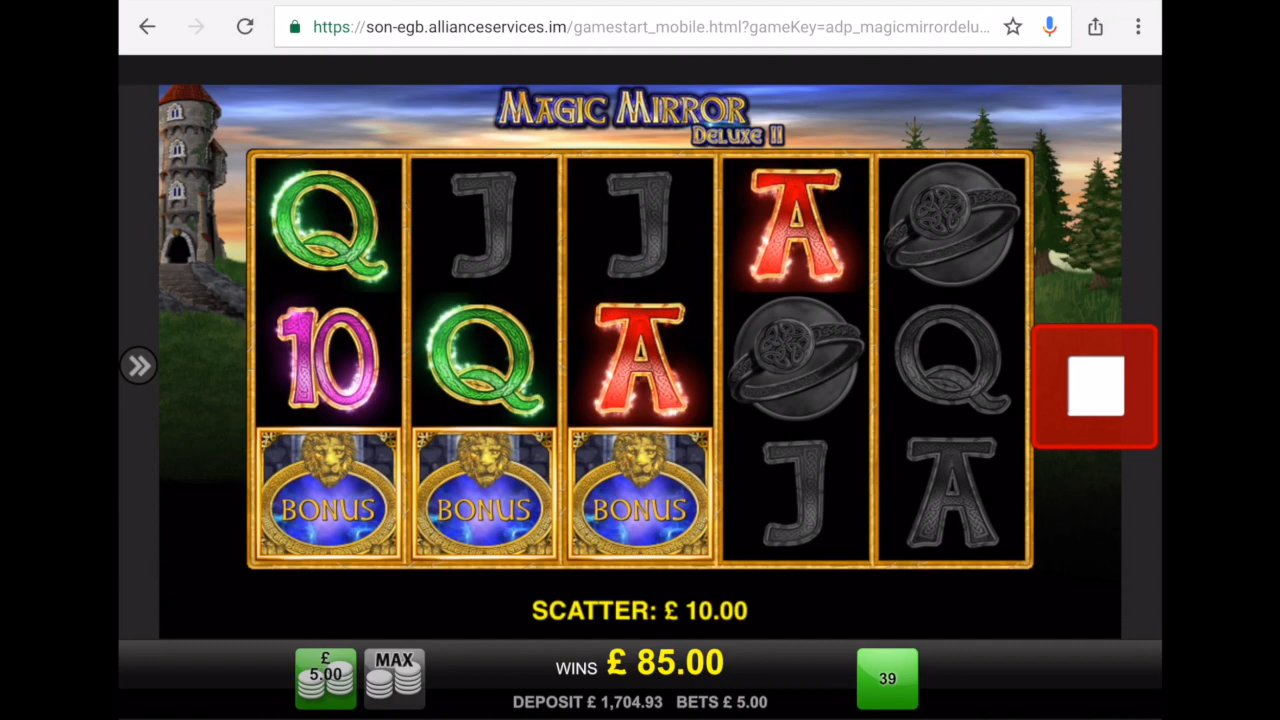 https://son-egb.allianceservices.im/gamestart_mobile.html?gameKey=adp_magicmirrordelu...
MAGIC MIRROR
DELUXE II
Q J J A
10 Q A Q
BONUS BONUS BONUS J A
SCATTER: £ 10.00
£
5.00
MAX
WINS £ 85.00
39
DEPOSIT £ 1,704.93 BETS £ 5.00